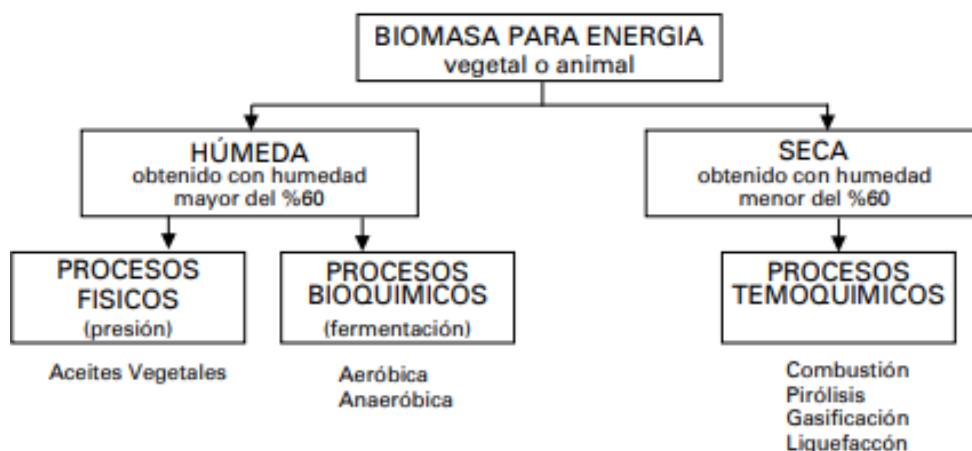 BIOMASA PARA ENERGIA
vegetal o animal
HÚMEDA
obtenido con humedad
mayor del %60
SECA
obtenido con humedad
menor del %60
PROCESOS
FISICOS
(presión)
PROCESOS
BIOQUIMICOS
(fermentación)
PROCESOS
TEMOQUIMICOS
Aceites Vegetales
Aeróbica
Anaeróbica
Combustión
Pirólisis
Gasificación
Liquefaccón